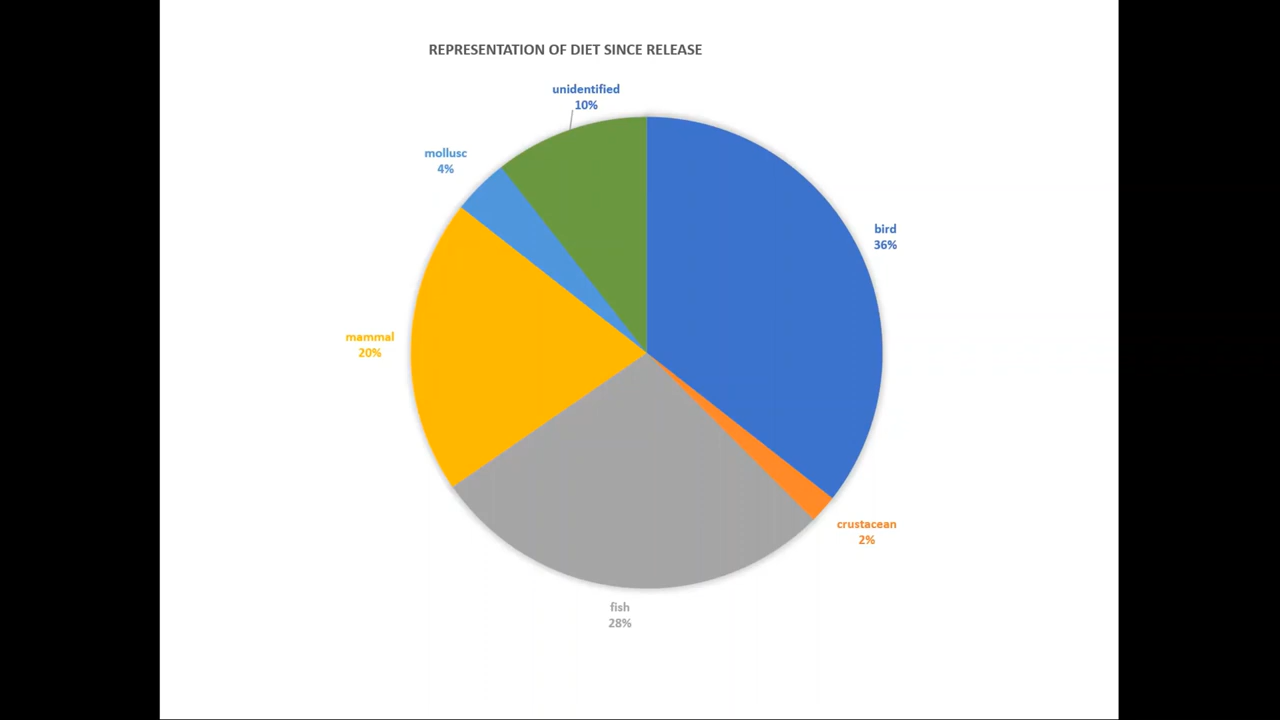 REPRESENTATION OF DIET SINCE RELEASE
unidentified
10%
mollusc
4%
bird
36%
mammal
20%
crustacean
2%
fish
28%